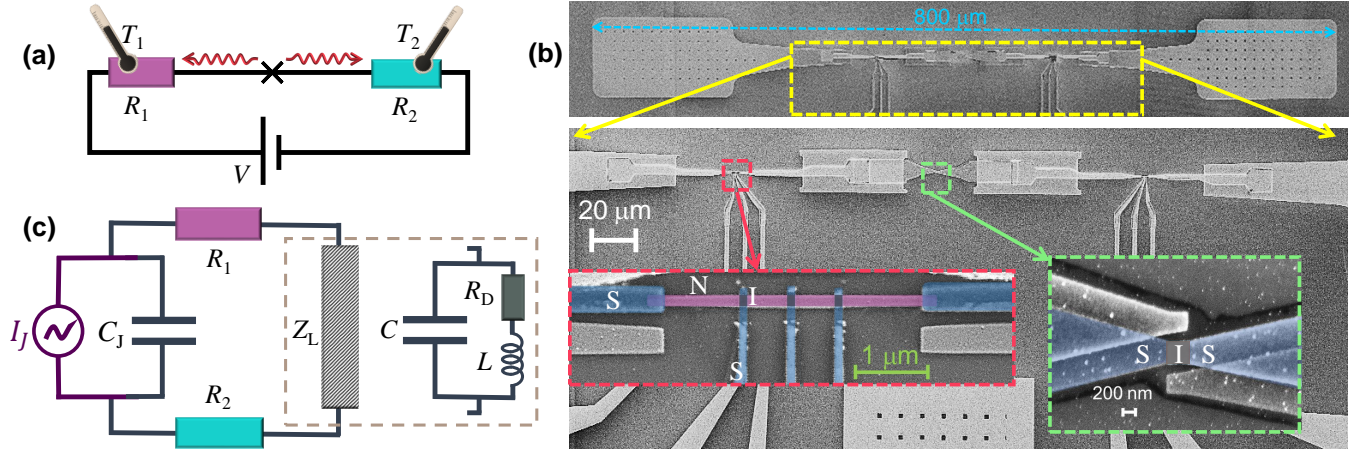 (a)
T1
T2
R1
R2
V
(b)
800 μm
20 μm
S
N
I
S
1 μm
S
I
S
200 nm
(c)
R1
IJ
CJ
ZL
C
RD
L
R2